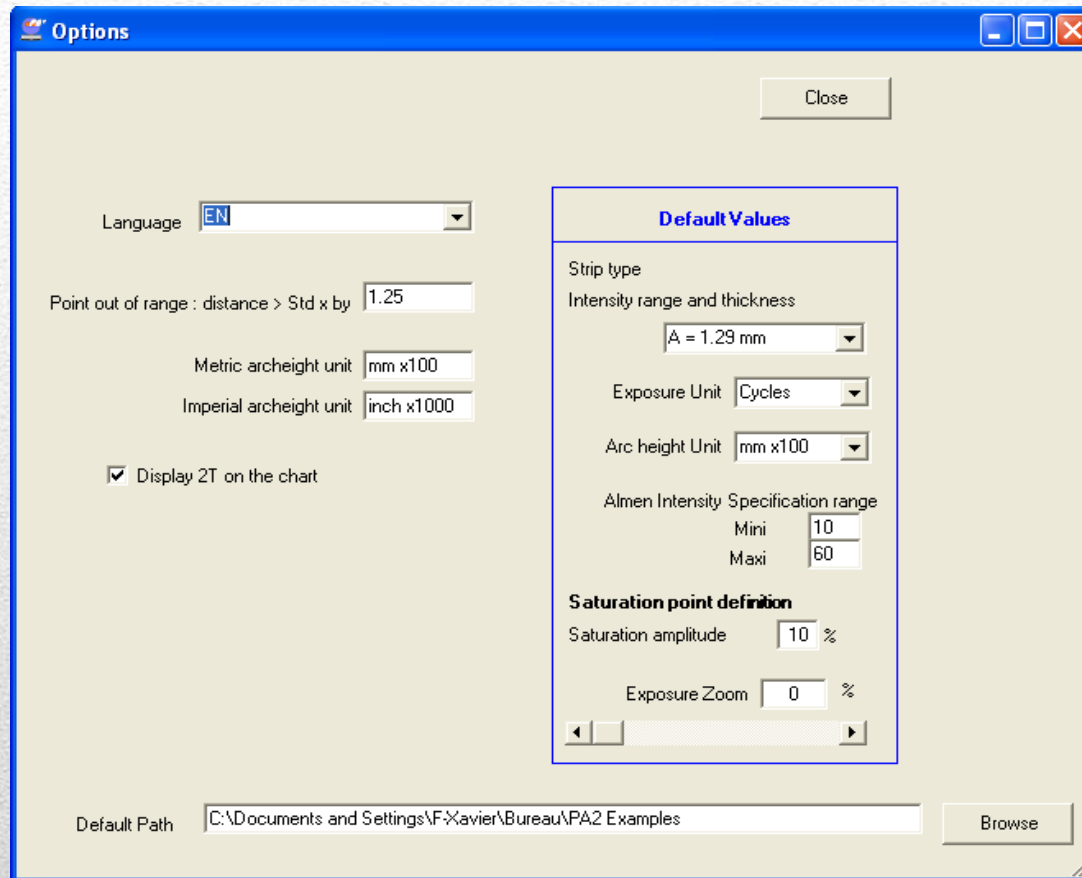 Options
Close
Language EN
Point out of range : distance > Std x by 1.25
Metric archeight unit mm x100
Imperial archeight unit inch x1000
Display 2T on the chart
Default Values
Strip type
Intensity range and thickness
A = 1.29 mm
Exposure Unit Cycles
Arc height Unit mm x100
Almen Intensity Specification range
Mini 10
Maxi 60
Saturation point definition
Saturation amplitude 10 %
Exposure Zoom 0 %
Default Path C:\Documents and Settings\F-Xavier\Bureau\PA2 Examples Browse